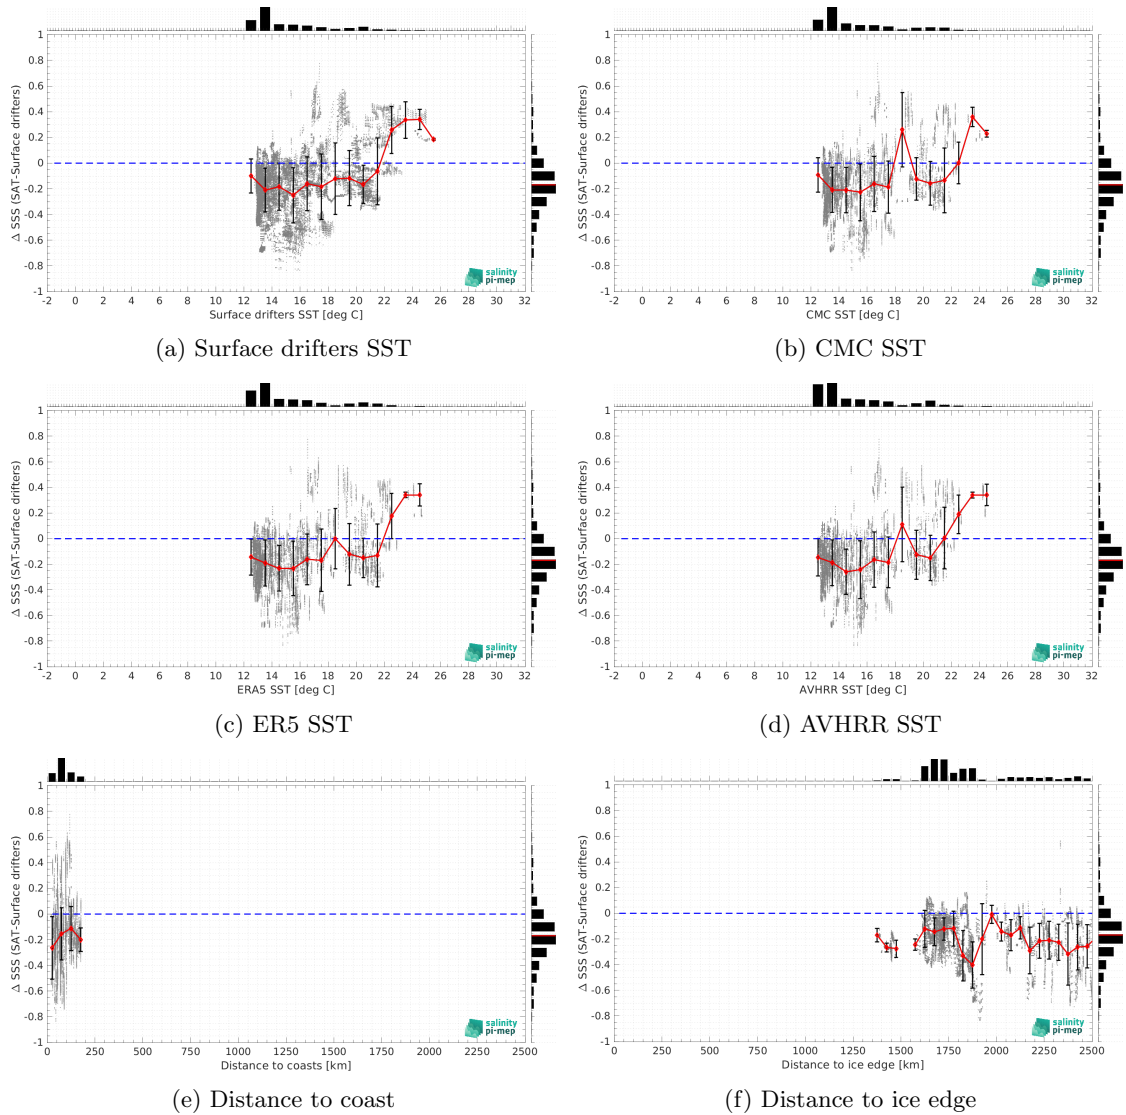 1
0.8
0.6
0.4
0.2
0
-0.2
-0.4
-0.6
-0.8
-1
Δ SSS (SAT-Surface drifters)
salinity
pi-mep
-2 0 2 4 6 8 10 12 14 16 18 20 22 24 26 28 30 32
Surface drifters SST [deg C]
(a) Surface drifters SST
1
0.8
0.6
0.4
0.2
0
-0.2
-0.4
-0.6
-0.8
-1
Δ SSS (SAT-Surface drifters)
salinity
pi-mep
-2 0 2 4 6 8 10 12 14 16 18 20 22 24 26 28 30 32
CMC SST [deg C]
(b) CMC SST
1
0.8
0.6
0.4
0.2
0
-0.2
-0.4
-0.6
-0.8
-1
Δ SSS (SAT-Surface drifters)
salinity
pi-mep
-2 0 2 4 6 8 10 12 14 16 18 20 22 24 26 28 30 32
ERA5 SST [deg C]
(c) ER5 SST
1
0.8
0.6
0.4
0.2
0
-0.2
-0.4
-0.6
-0.8
-1
Δ SSS (SAT-Surface drifters)
salinity
pi-mep
-2 0 2 4 6 8 10 12 14 16 18 20 22 24 26 28 30 32
AVHRR SST [deg C]
(d) AVHRR SST
1
0.8
0.6
0.4
0.2
0
-0.2
-0.4
-0.6
-0.8
-1
Δ SSS (SAT-Surface drifters)
salinity
pi-mep
0 250 500 750 1000 1250 1500 1750 2000 2250 2500
Distance to coasts [km]
(e) Distance to coast
1
0.8
0.6
0.4
0.2
0
-0.2
-0.4
-0.6
-0.8
-1
Δ SSS (SAT-Surface drifters)
salinity
pi-mep
0 250 500 750 1000 1250 1500 1750 2000 2250 2500
Distance to ice edge [km]
(f) Distance to ice edge